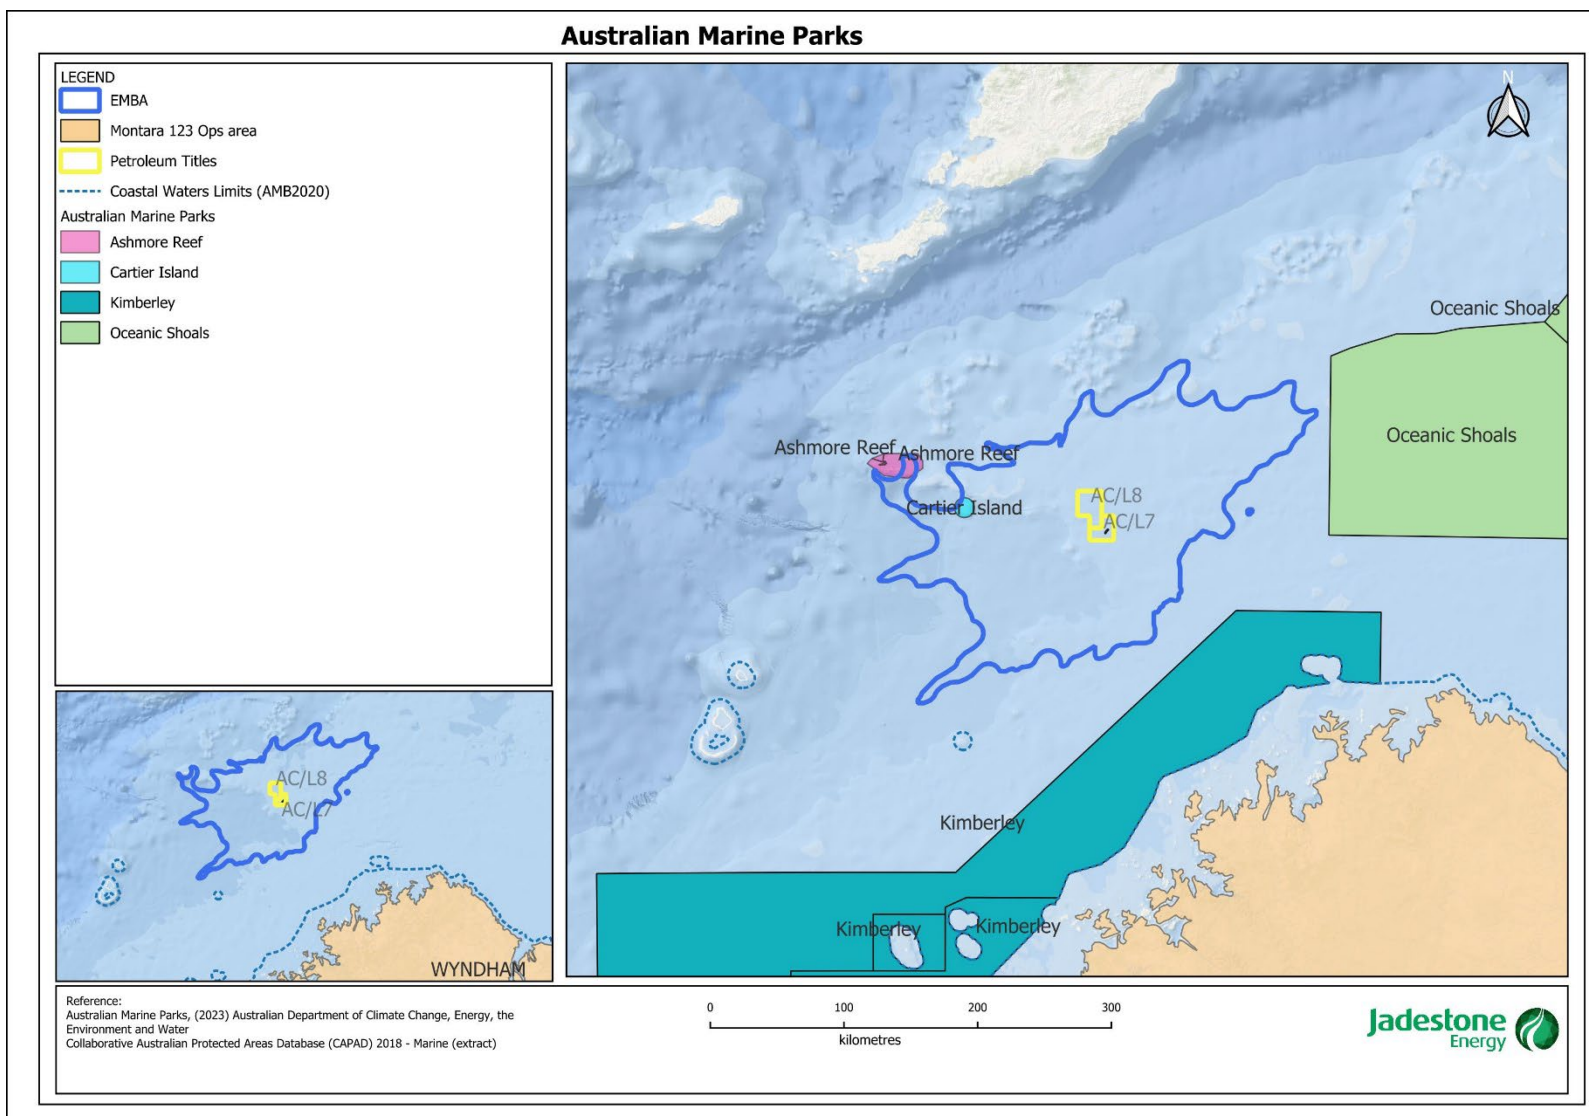 Australian Marine Parks
LEGEND
EMBA
Montara 123 Ops area
Petroleum Titles
Coastal Waters Limits (AMB2020)
Australian Marine Parks
Ashmore Reef
Cartier Island
Kimberley
Oceanic Shoals
N
Oceanic Shoals
Oceanic Shoals
Ashmore Reef
Ashmore Reef
Cartier Island
AC/L8
AC/L7
Kimberley
Kimberley
Kimberley
AC/L8
AC/L7
WYNDHAM
Reference:
Australian Marine Parks, (2023) Australian Department of Climate Change, Energy, the
Environment and Water
Collaborative Australian Protected Areas Database (CAPAD) 2018 - Marine (extract)
0 100 200 300
kilometres
Jadestone
Energy